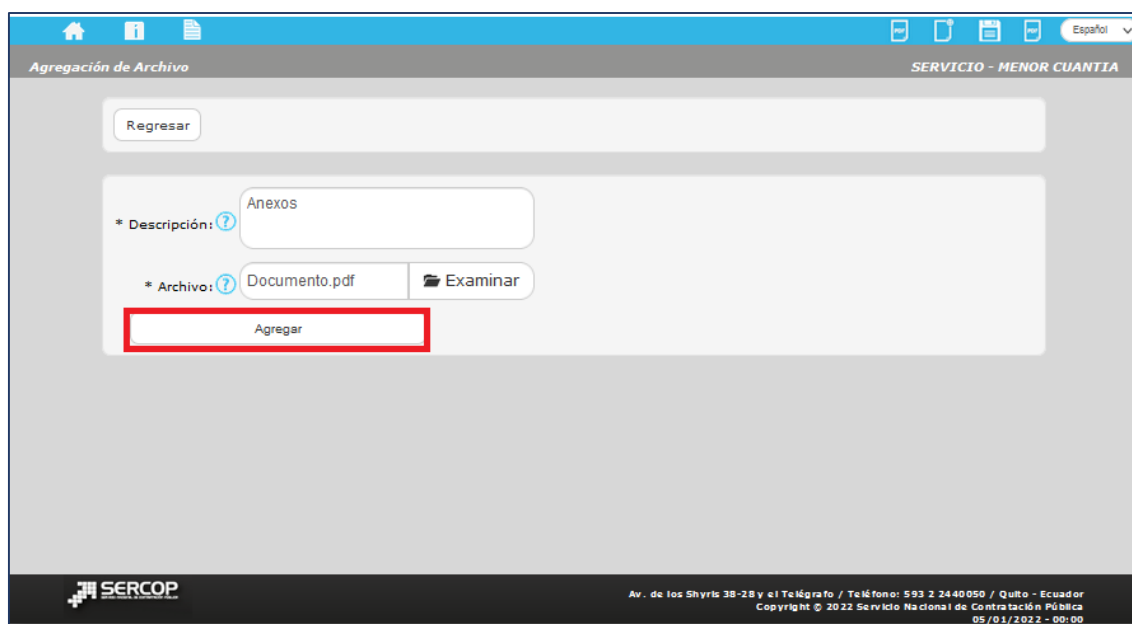 Español
Agregación de Archivo
SERVICIO - MENOR CUANTIA
Regresar
Anexos
* Descripción:
* Archivo:
Documento.pdf
Examinar
Agregar
SERCOP
Av. de los Shyris 38-28 y el Telégrafo / Teléfono: 593 2 2440050 / Quito - Ecuador
Copyright © 2022 Servicio Nacional de Contratación Pública
05/01/2022 - 00:00